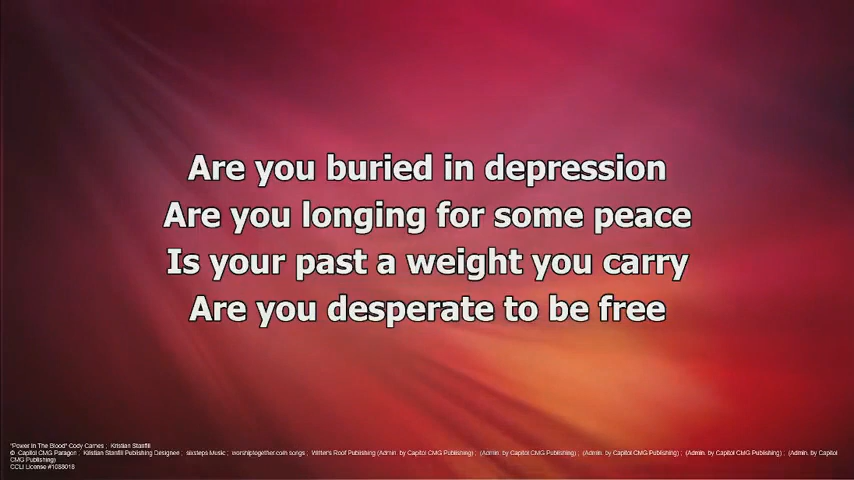 Are you buried in depression
Are you longing for some peace
Is your past a weight you carry
Are you desperate to be free
"Power In The Blood" Cody Carnes ; Kristian Stanfill
© Capitol CMG Paragon ; Kristian Stanfill Publishing Designee ; sixsteps Music ; worshiptogether.com songs ; Writer's Roof Publishing (Admin. by Capitol CMG Publishing) ; (Admin. by Capitol CMG Publishing) ; (Admin. by Capitol CMG Publishing) ; (Admin. by Capitol CMG Publishing) ; (Admin. by Capitol
CMG Publishing)
CCLI License #1088018